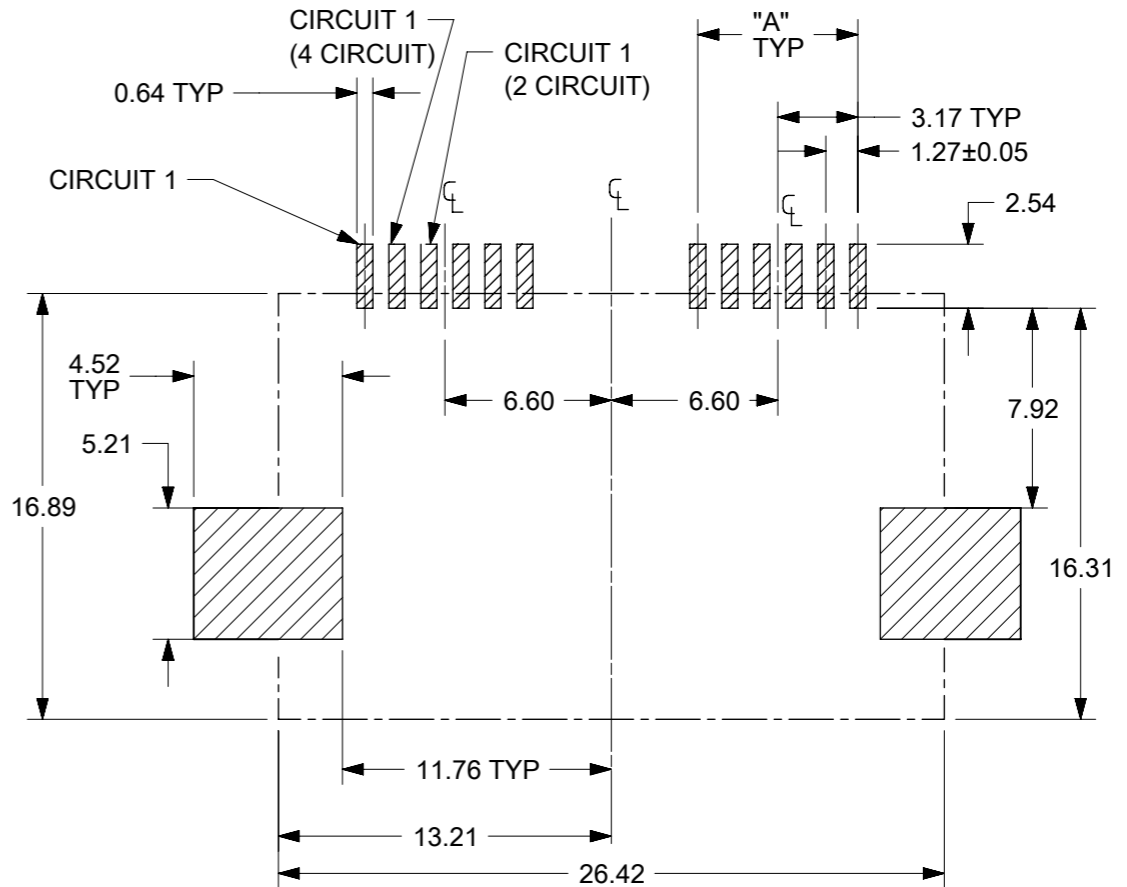 CIRCUIT 1
(4 CIRCUIT)
"A"
TYP
CIRCUIT 1
(2 CIRCUIT)
0.64 TYP
3.17 TYP
1.27±0.05
CIRCUIT 1
2.54
℄
℄
℄
4.52
TYP
6.60
6.60
7.92
5.21
16.89
16.31
11.76 TYP
13.21
26.42